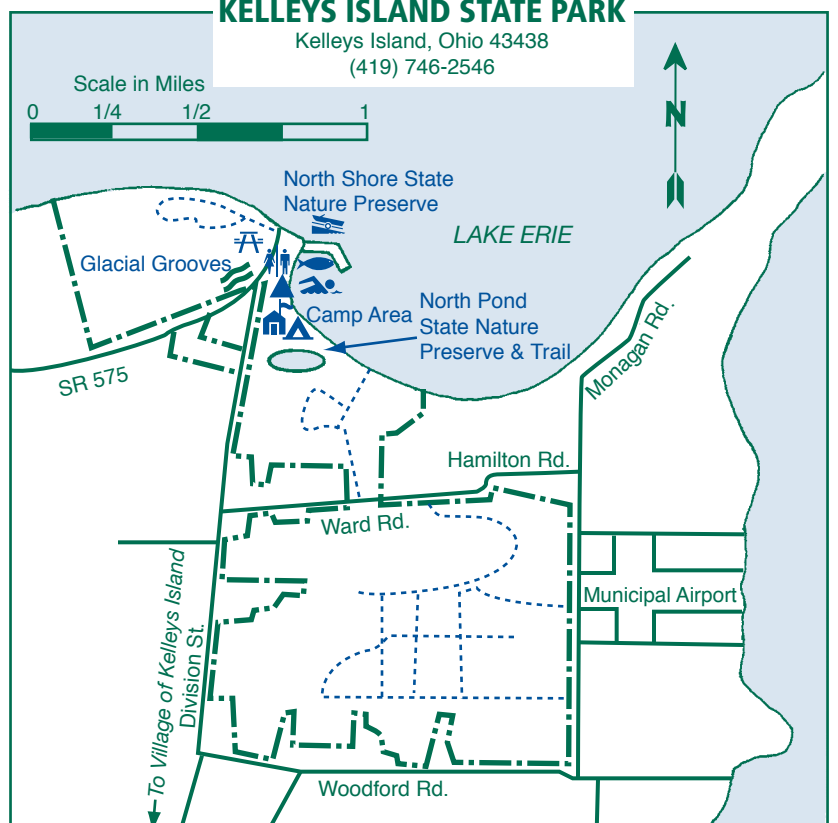 KELLEYS ISLAND STATE PARK
Kelleys Island, Ohio 43438
(419) 746-2546
Scale in Miles
0 1/4 1/2 1
N
North Shore State
Nature Preserve
LAKE ERIE
Glacial Grooves
Camp Area
North Pond
State Nature
Preserve & Trail
SR 575
Monagan Rd.
Hamilton Rd.
Ward Rd.
Municipal Airport
To Village of Kelleys Island
Division St.
Woodford Rd.